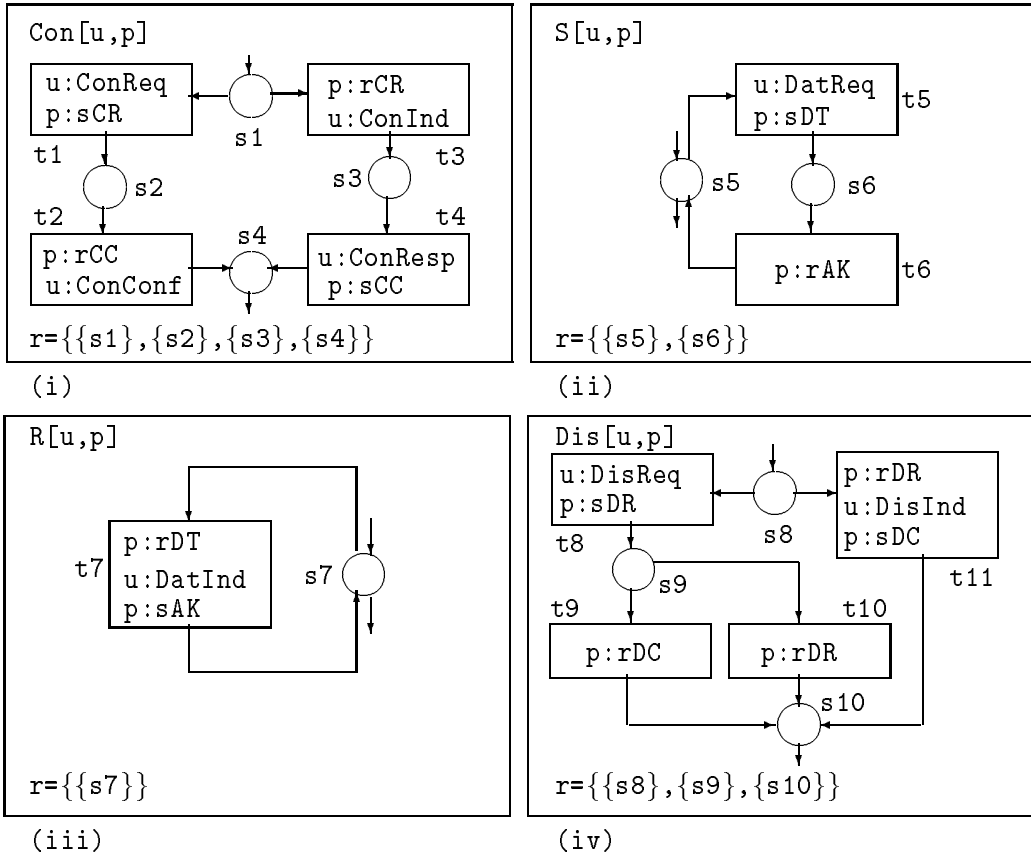 Con[u,p]
u:ConReq
p:sCR
t1
s1
p:rCR
u:ConInd
t3
s2
s3
t2
p:rCC
u:ConConf
s4
t4
u:ConResp
p:sCC
r={{s1},{s2},{s3},{s4}}
(i)
S[u,p]
u:DatReq
p:sDT
t5
s5
s6
p:rAK
t6
r={{s5},{s6}}
(ii)
R[u,p]
t7
p:rDT
u:DatInd
p:sAK
s7
r={{s7}}
(iii)
Dis[u,p]
u:DisReq
p:sDR
t8
s8
p:rDR
u:DisInd
p:sDC
t11
s9
t9
p:rDC
t10
p:rDR
s10
r={{s8},{s9},{s10}}
(iv)